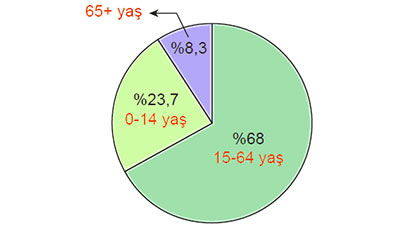 65+ yaş
%8,3
%23,7
0-14 yaş
%68
15-64 yaş